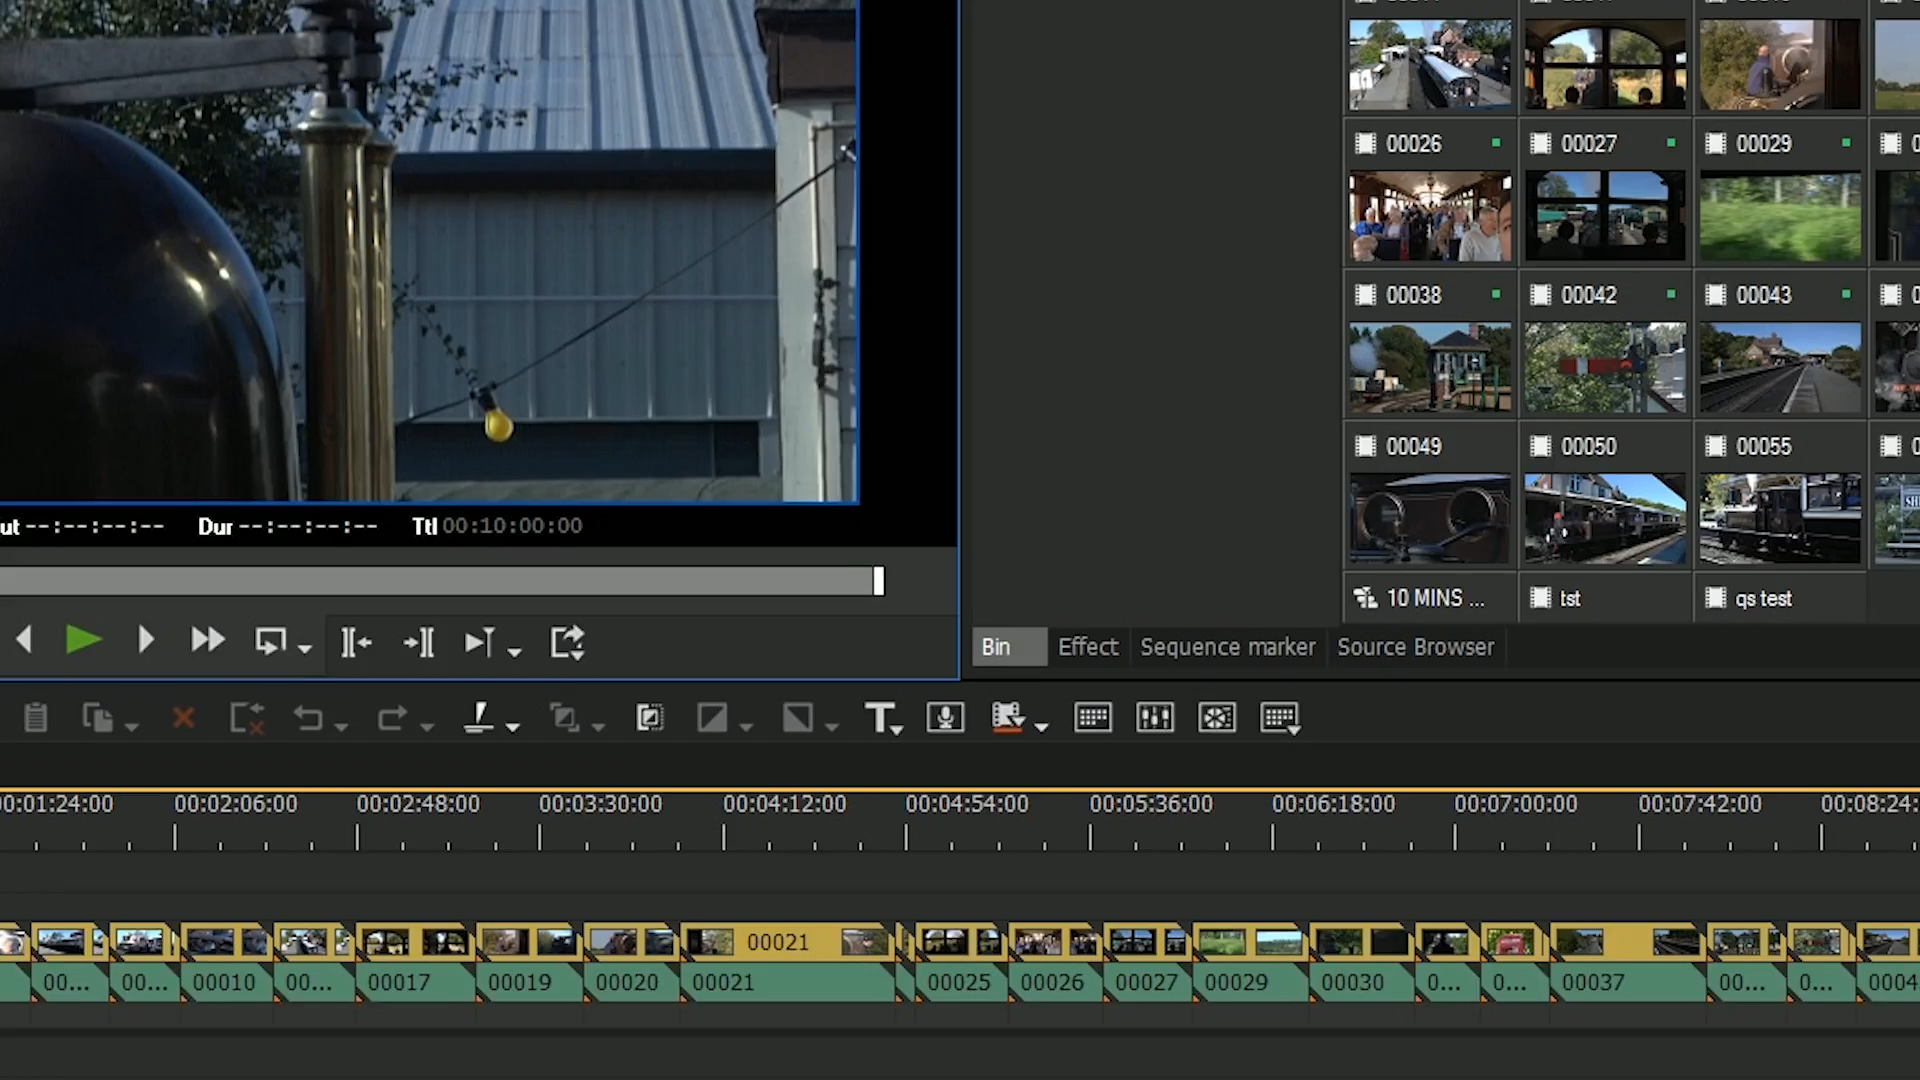 00026 00027 00029
00038 00042 00043
00049 00050 00055
SH
ut --:--:--:-- Dur --:--:--:-- Ttl 00:10:00:00
10 MINS ... tst qs test
Bin Effect Sequence marker Source Browser
00:01:24:00 00:02:06:00 00:02:48:00 00:03:30:00 00:04:12:00 00:04:54:00 00:05:36:00 00:06:18:00 00:07:00:00 00:07:42:00 00:08:24:
00021
00... 00... 00010 00... 00017 00019 00020 00021 00025 00026 00027 00029 00030 0... 0... 00037 00... 0... 0004